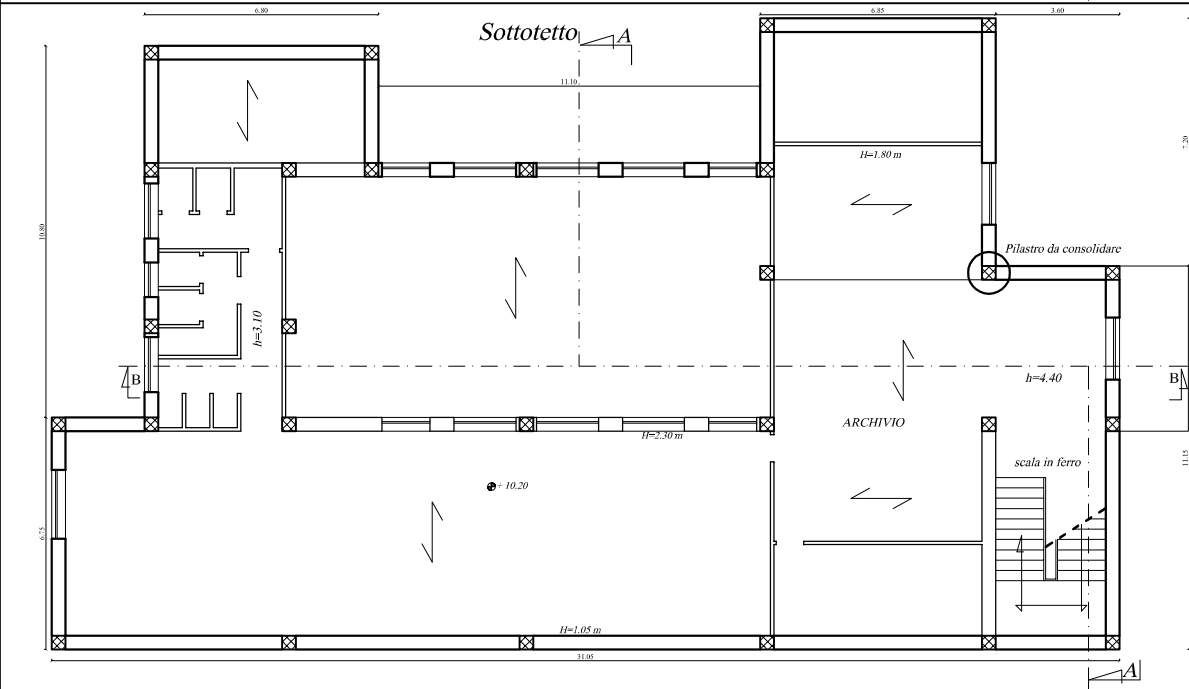 6.80
6.85
3.60
Sottotetto
A
11.10
7.20
H=1.80 m
10.80
Pilastro da consolidare
h=3.10
B
h=4.40
B
ARCHIVIO
H=2.30 m
scala in ferro
11.15
+ 10.20
6.75
H=1.05 m
31.05
A